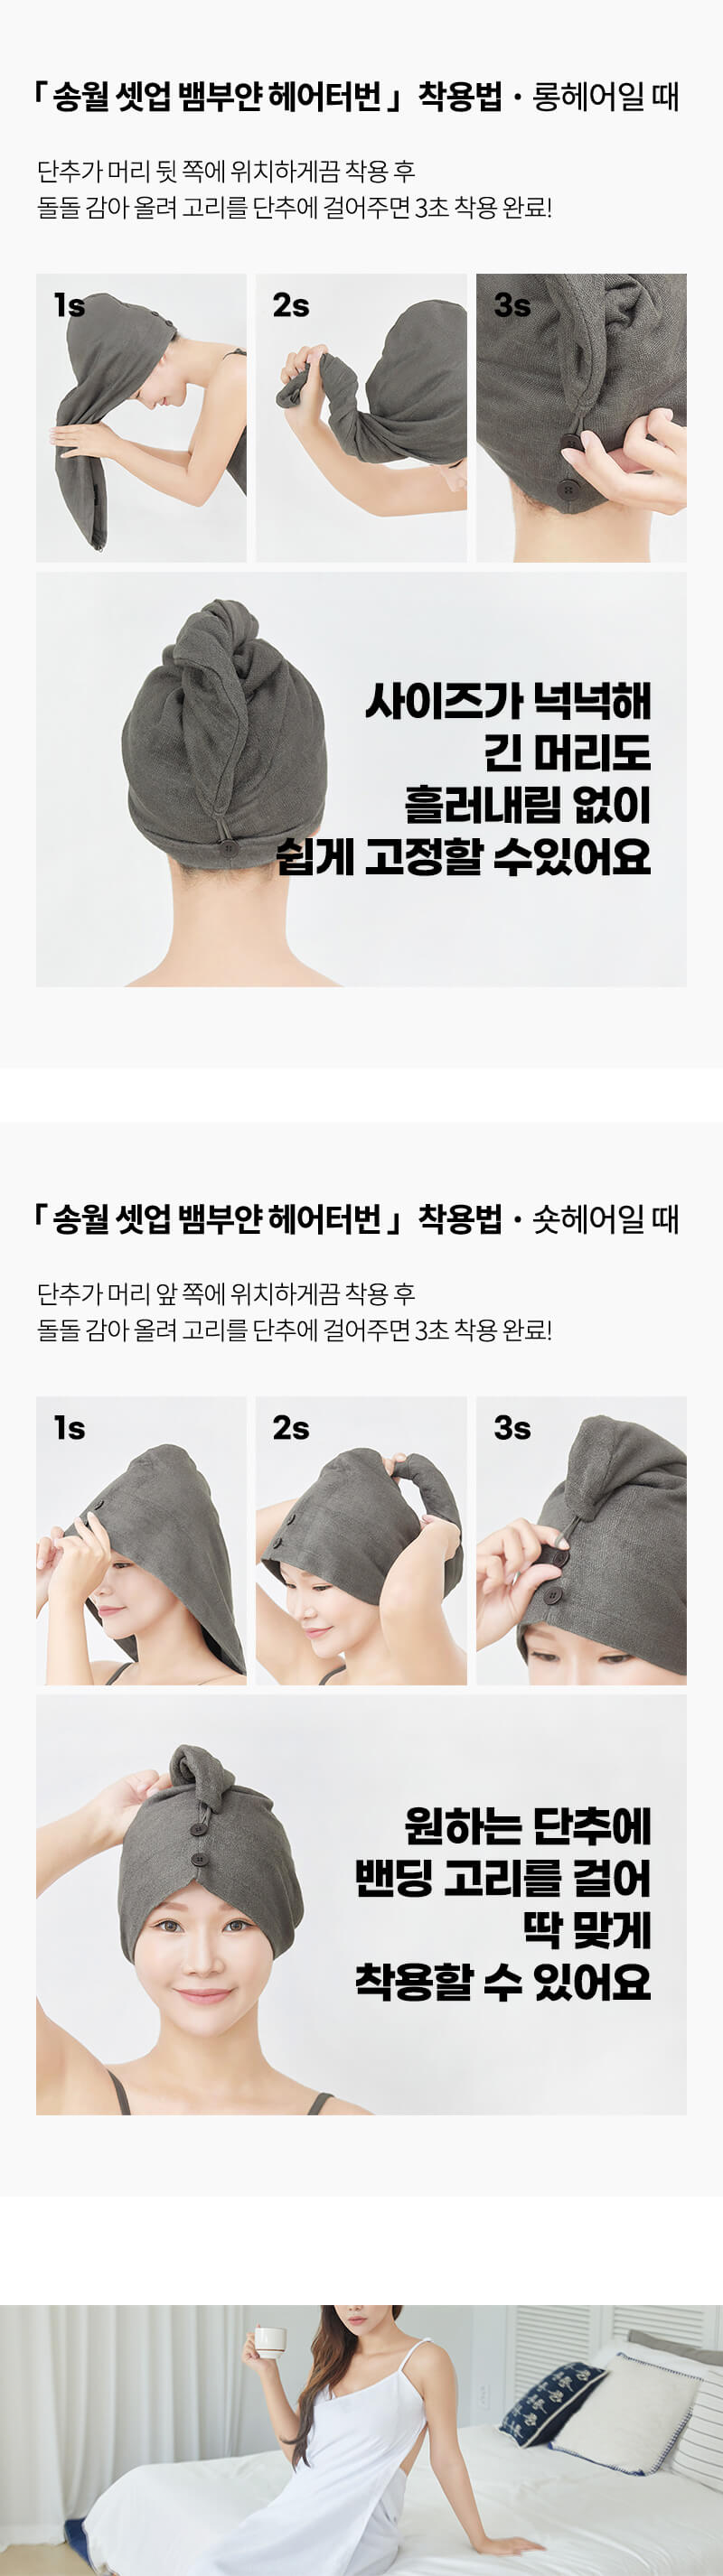 「송월 셋업 뱀부얀 헤어터번」 착용법 · 롱헤어일 때
단추가 머리 뒷 쪽에 위치하게끔 착용 후
돌돌 감아 올려 고리를 단추에 걸어주면 3초 착용 완료!
1s
2s
3s
사이즈가 넉넉해
긴 머리도
흘러내림 없이
쉽게 고정할 수있어요
「송월 셋업 뱀부얀 헤어터번」 착용법 · 숏헤어일 때
단추가 머리 앞 쪽에 위치하게끔 착용 후
돌돌 감아 올려 고리를 단추에 걸어주면 3초 착용 완료!
1s
2s
3s
원하는 단추에
밴딩 고리를 걸어
딱 맞게
착용할 수 있어요